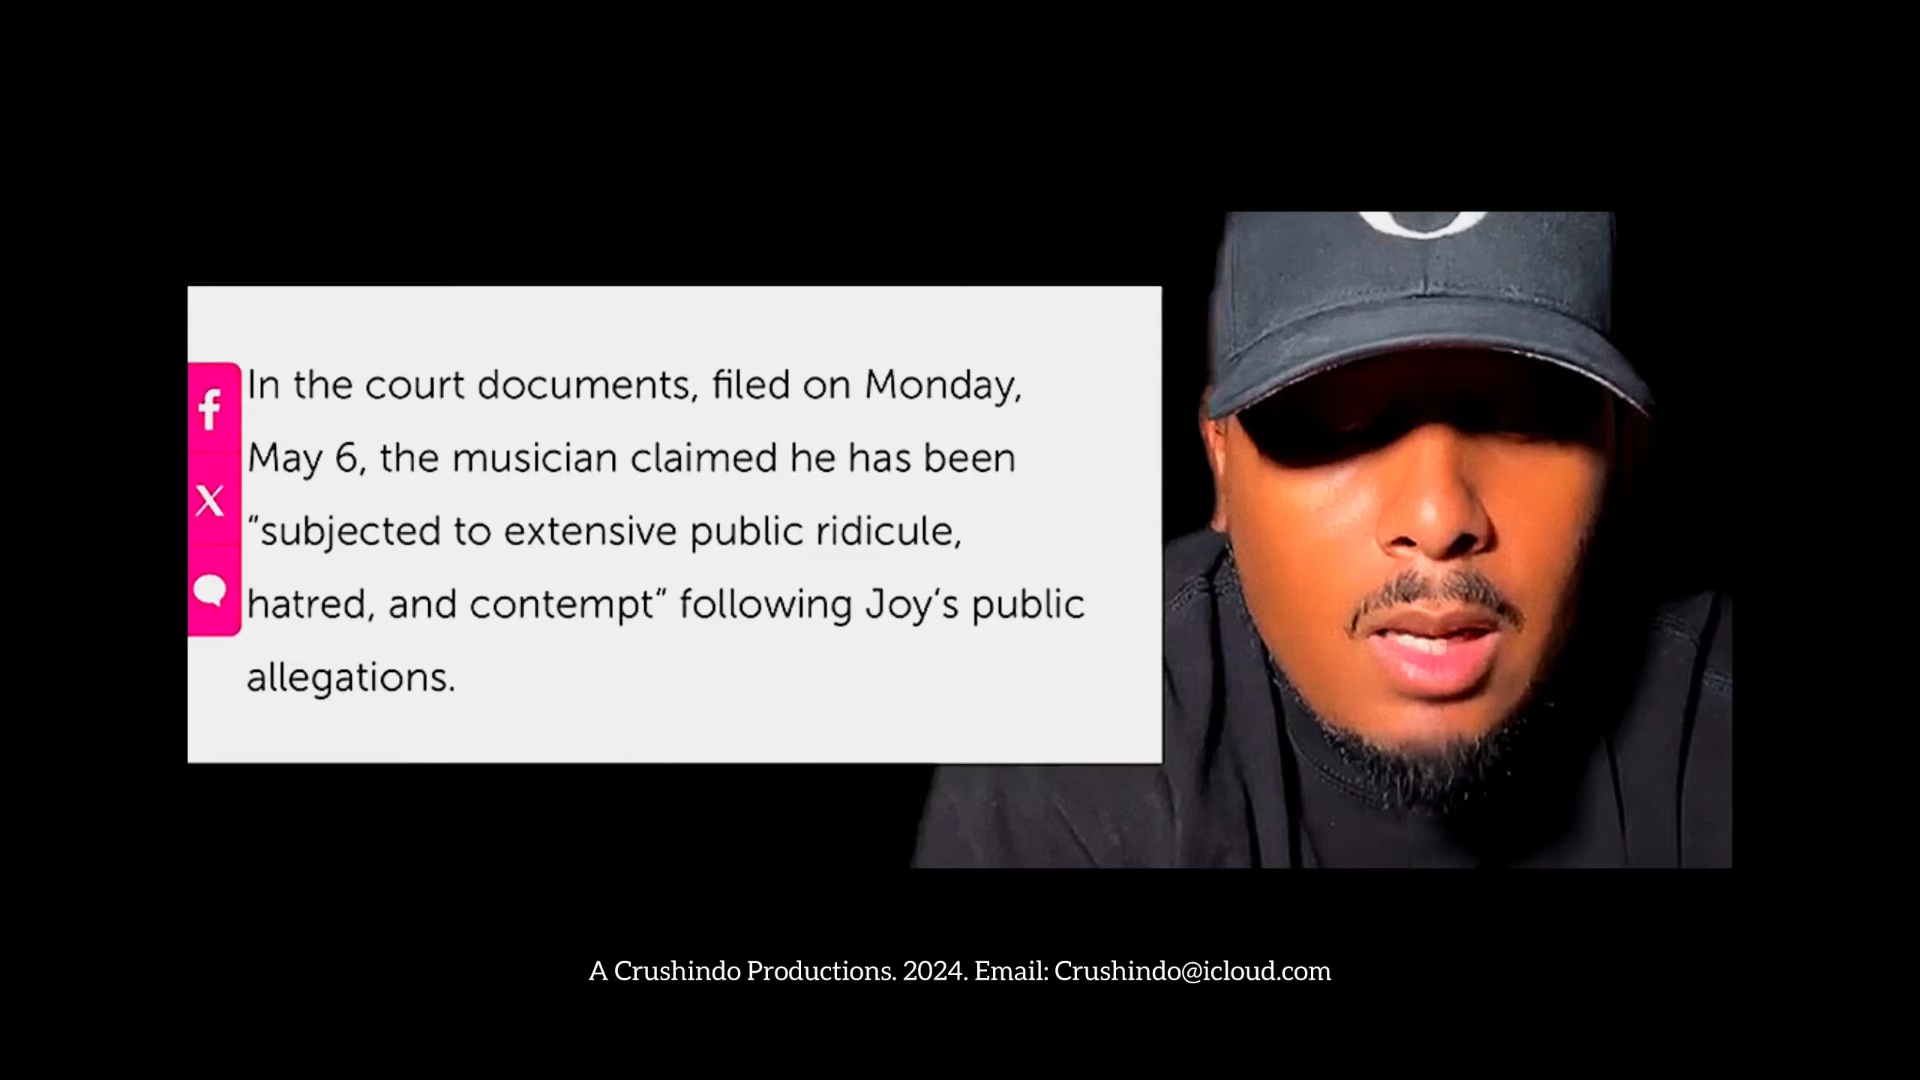 In the court documents, filed on Monday,
May 6, the musician claimed he has been
“subjected to extensive public ridicule,
hatred, and contempt” following Joy’s public
allegations.
A Crushindo Productions. 2024. Email: Crushindo@icloud.com